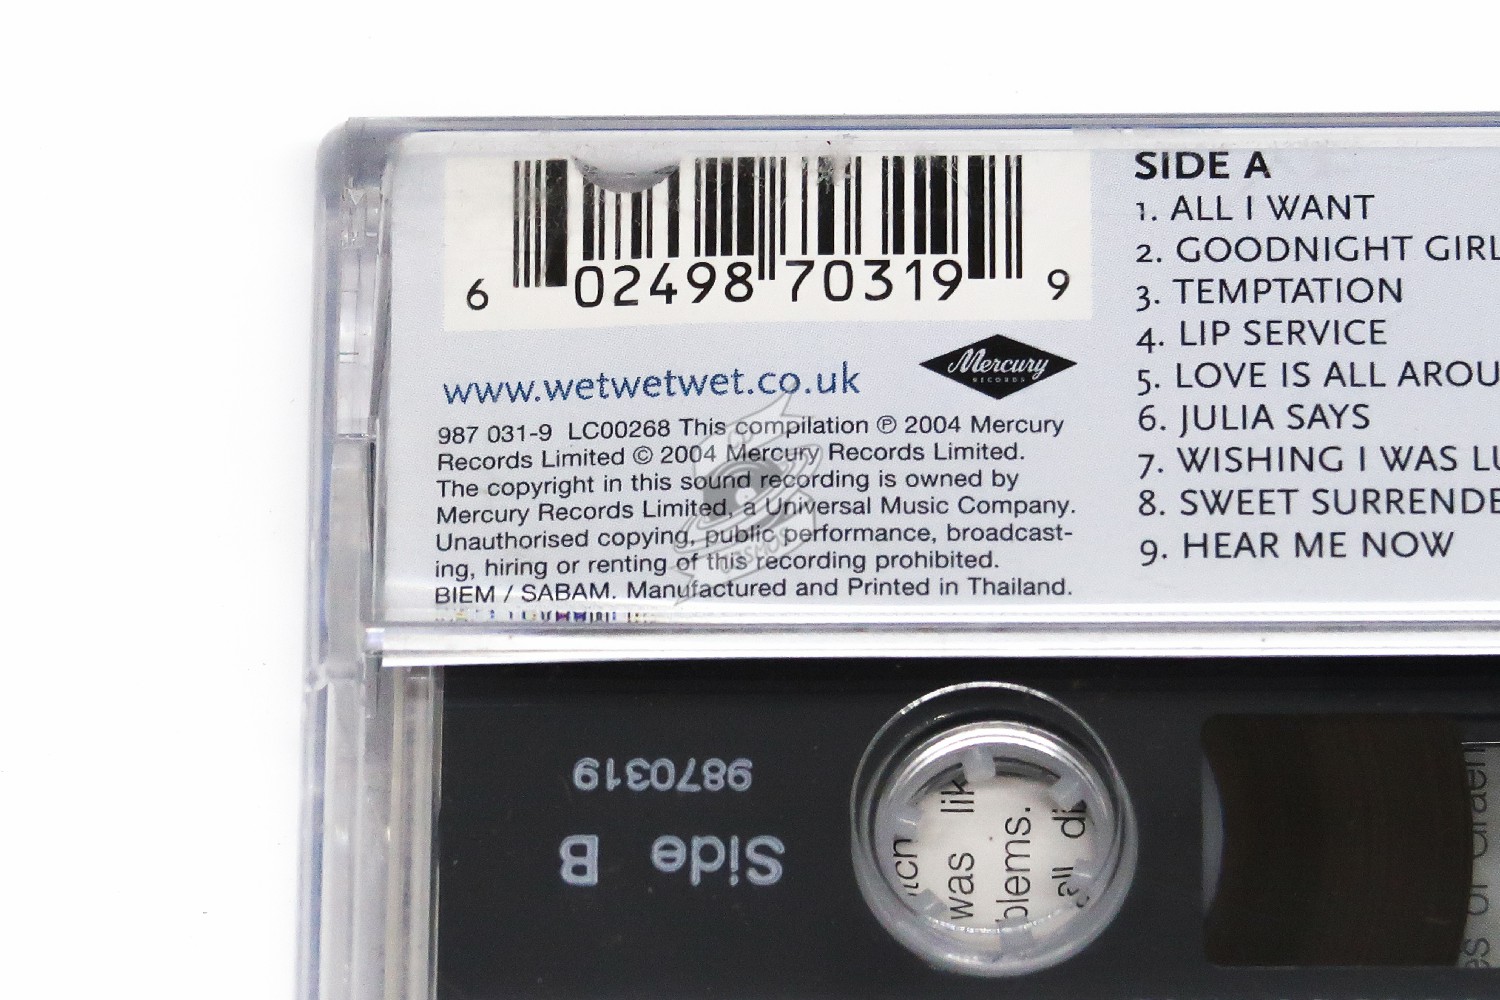 6 02498 70319 9
www.wetwetwet.co.uk
Mercury
RECORDS
987 031-9 LC00268 This compilation ℗ 2004 Mercury
Records Limited © 2004 Mercury Records Limited.
The copyright in this sound recording is owned by
Mercury Records Limited, a Universal Music Company.
Unauthorised copying, public performance, broadcast-
ing, hiring or renting of this recording prohibited.
BIEM / SABAM. Manufactured and Printed in Thailand.
SIDE A
1. ALL I WANT
2. GOODNIGHT GIRL
3. TEMPTATION
4. LIP SERVICE
5. LOVE IS ALL AROU
6. JULIA SAYS
7. WISHING I WAS LU
8. SWEET SURRENDE
9. HEAR ME NOW
9870319
Side B
was lik
blems.
all di